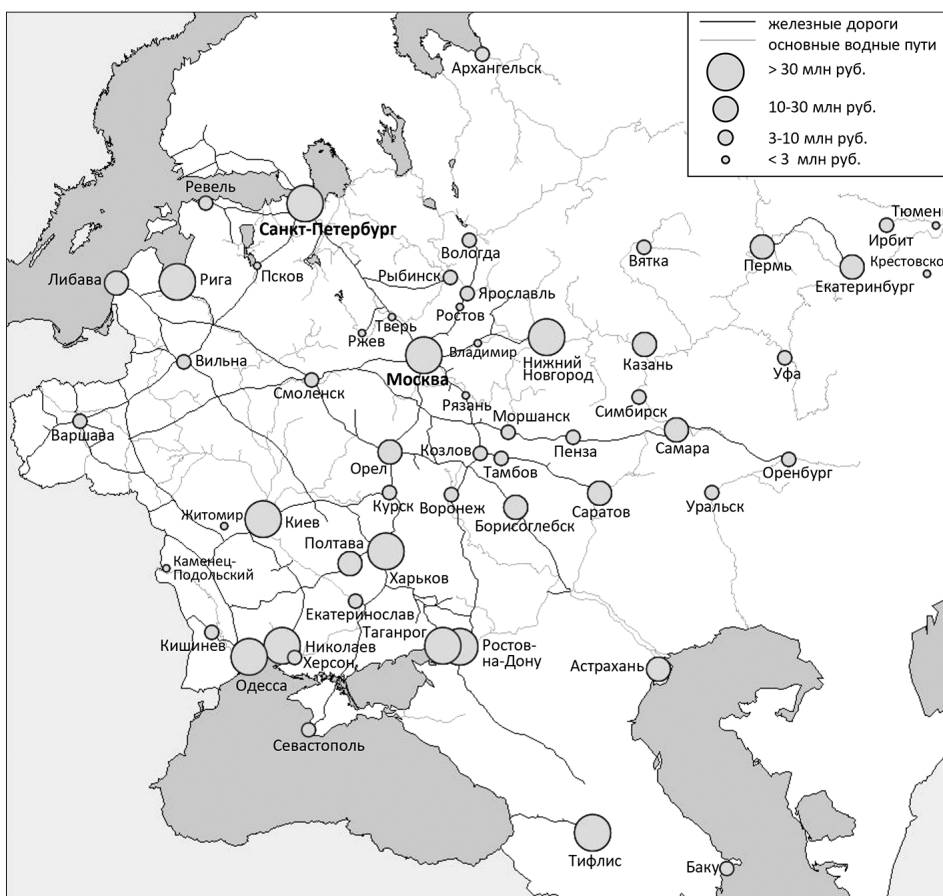 железные дороги
основные водные пути
> 30 млн руб.
10-30 млн руб.
3-10 млн руб.
< 3 млн руб.
Архангельск
Ревель
Санкт-Петербург
Вологда
Вятка
Пермь
Тюмень
Ирбит
Крестовско
Екатеринбург
Либава
Рига
Псков
Рыбинск
Ярославль
Ростов
Тверь
Ржев
Владимир
Москва
Нижний
Новгород
Казань
Уфа
Вильна
Смоленск
Рязань
Симбирск
Варшава
Моршанск
Пенза
Самара
Орел
Козлов
Тамбов
Оренбург
Курск
Воронеж
Борисоглебск
Саратов
Уральск
Житомир
Киев
Полтава
Харьков
Каменец-
Подольский
Екатеринослав
Таганрог
Кишинев
Николаев
Херсон
Ростов-
на-Дону
Одесса
Астрахань
Севастополь
Тифлис
Баку